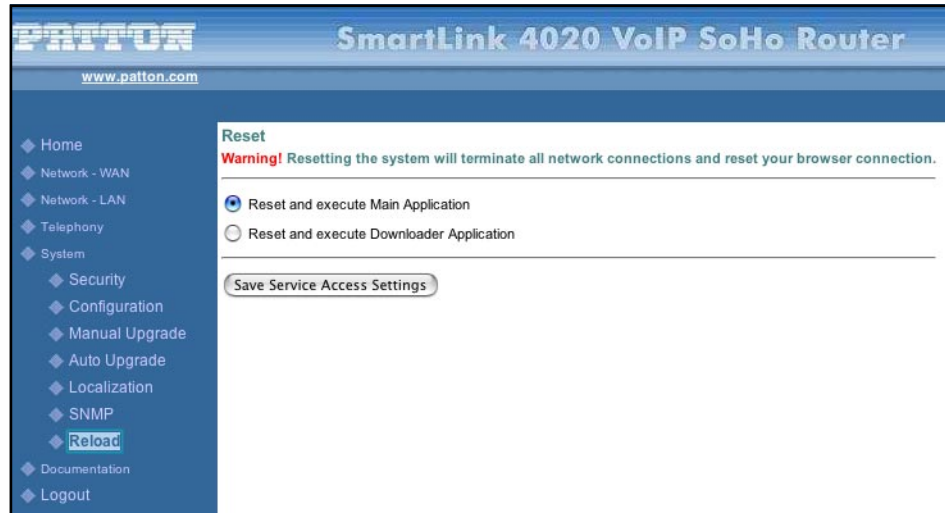 PATTON
SmartLink 4020 VoIP SoHo Router
www.patton.com
Home
Network - WAN
Network - LAN
Telephony
System
Security
Configuration
Manual Upgrade
Auto Upgrade
Localization
SNMP
Reload
Documentation
Logout
Reset
Warning! Resetting the system will terminate all network connections and reset your browser connection.
Reset and execute Main Application
Reset and execute Downloader Application
Save Service Access Settings